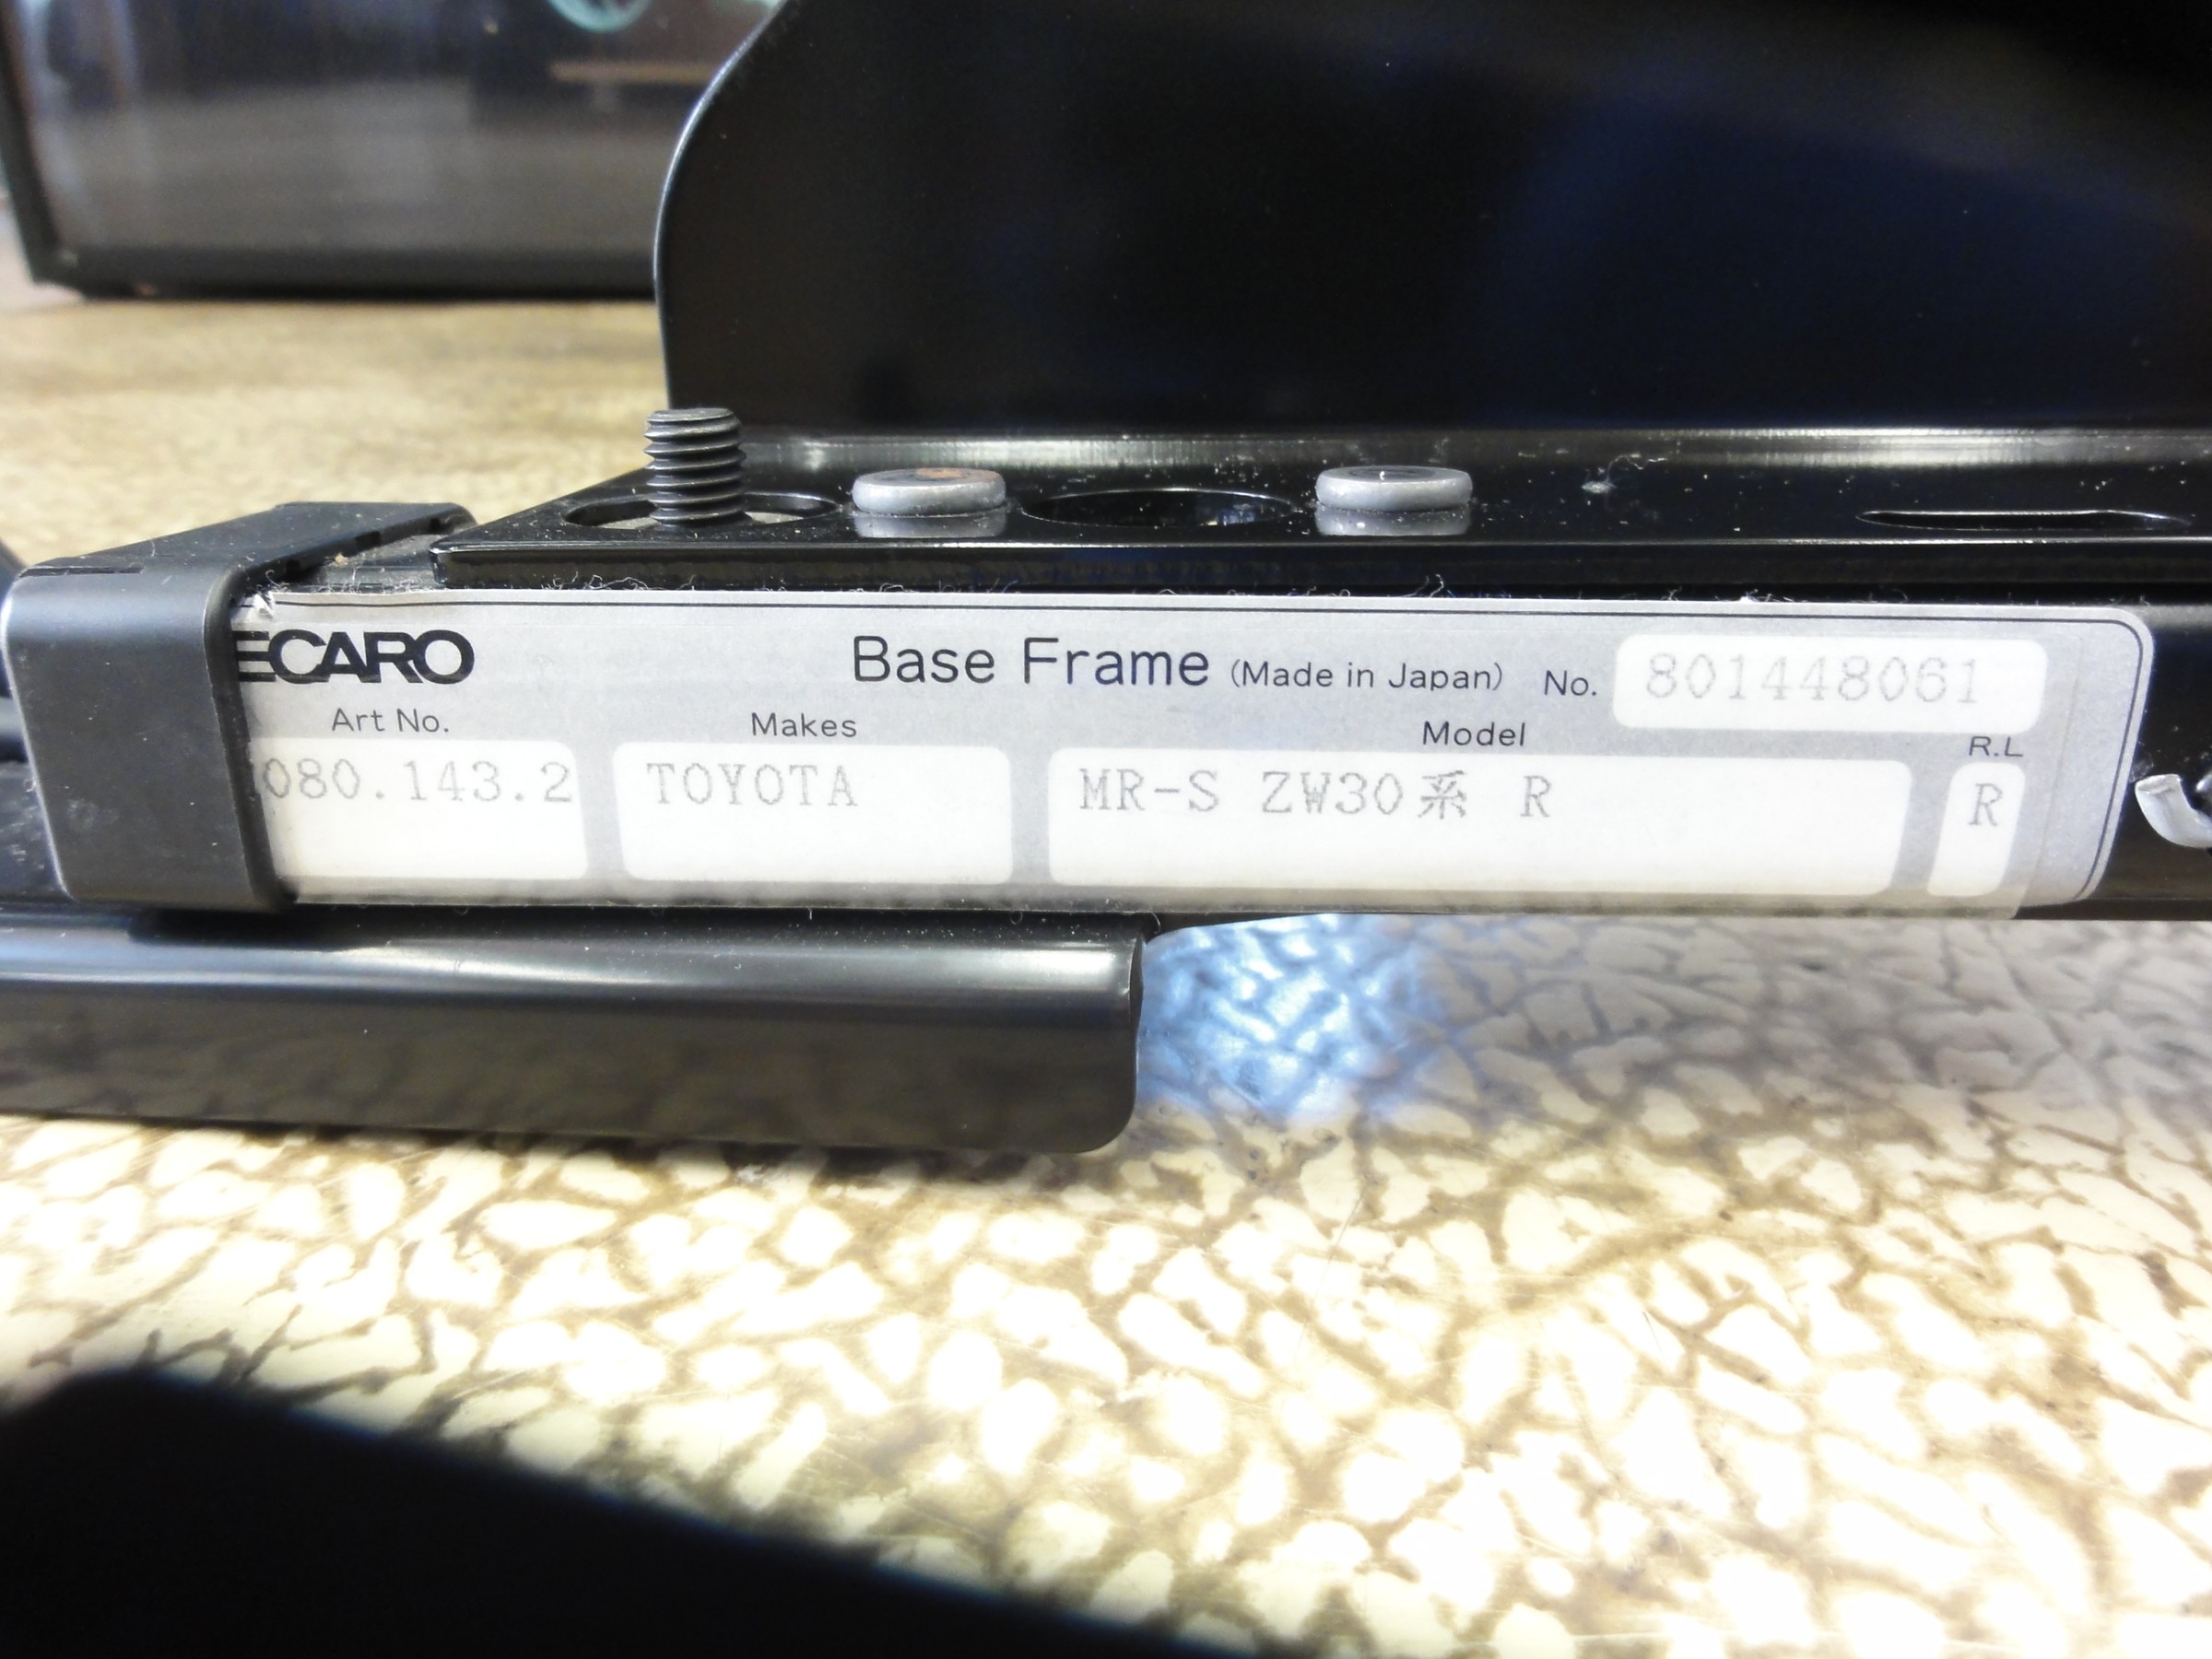 ECARO Base Frame (Made in Japan) No. 801448061
Art No. Makes Model R.L
080.143.2 TOYOTA MR-S ZW30系 R R